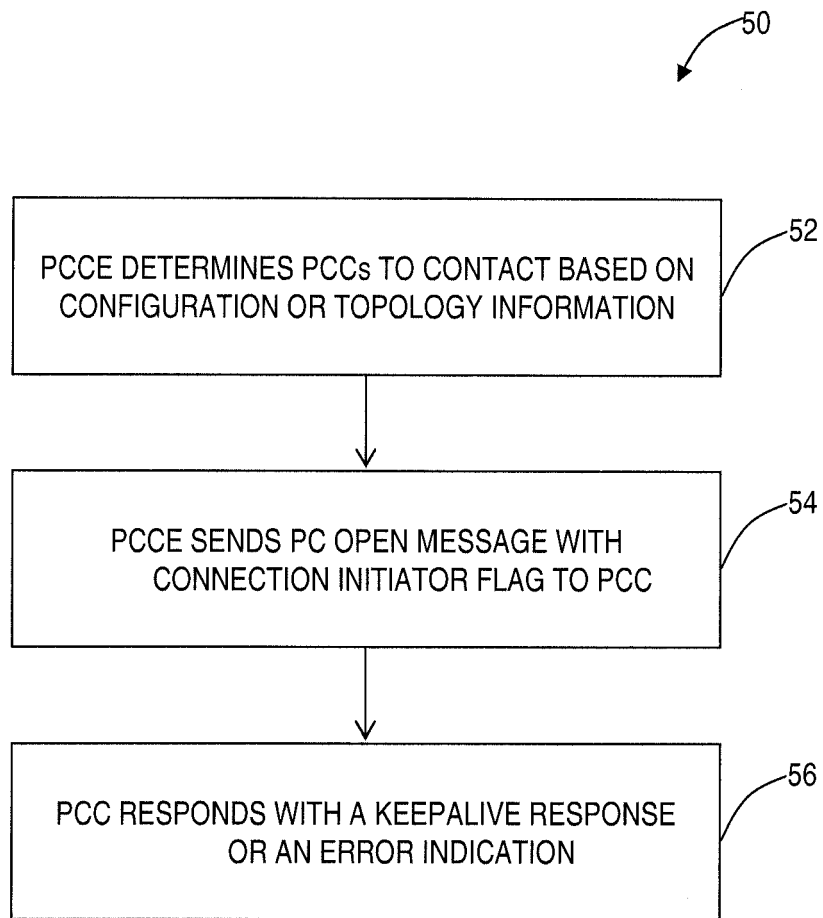 50
PCCE DETERMINES PCCs TO CONTACT BASED ON
CONFIGURATION OR TOPOLOGY INFORMATION
52
PCCE SENDS PC OPEN MESSAGE WITH
CONNECTION INITIATOR FLAG TO PCC
54
PCC RESPONDS WITH A KEEPALIVE RESPONSE
OR AN ERROR INDICATION
56